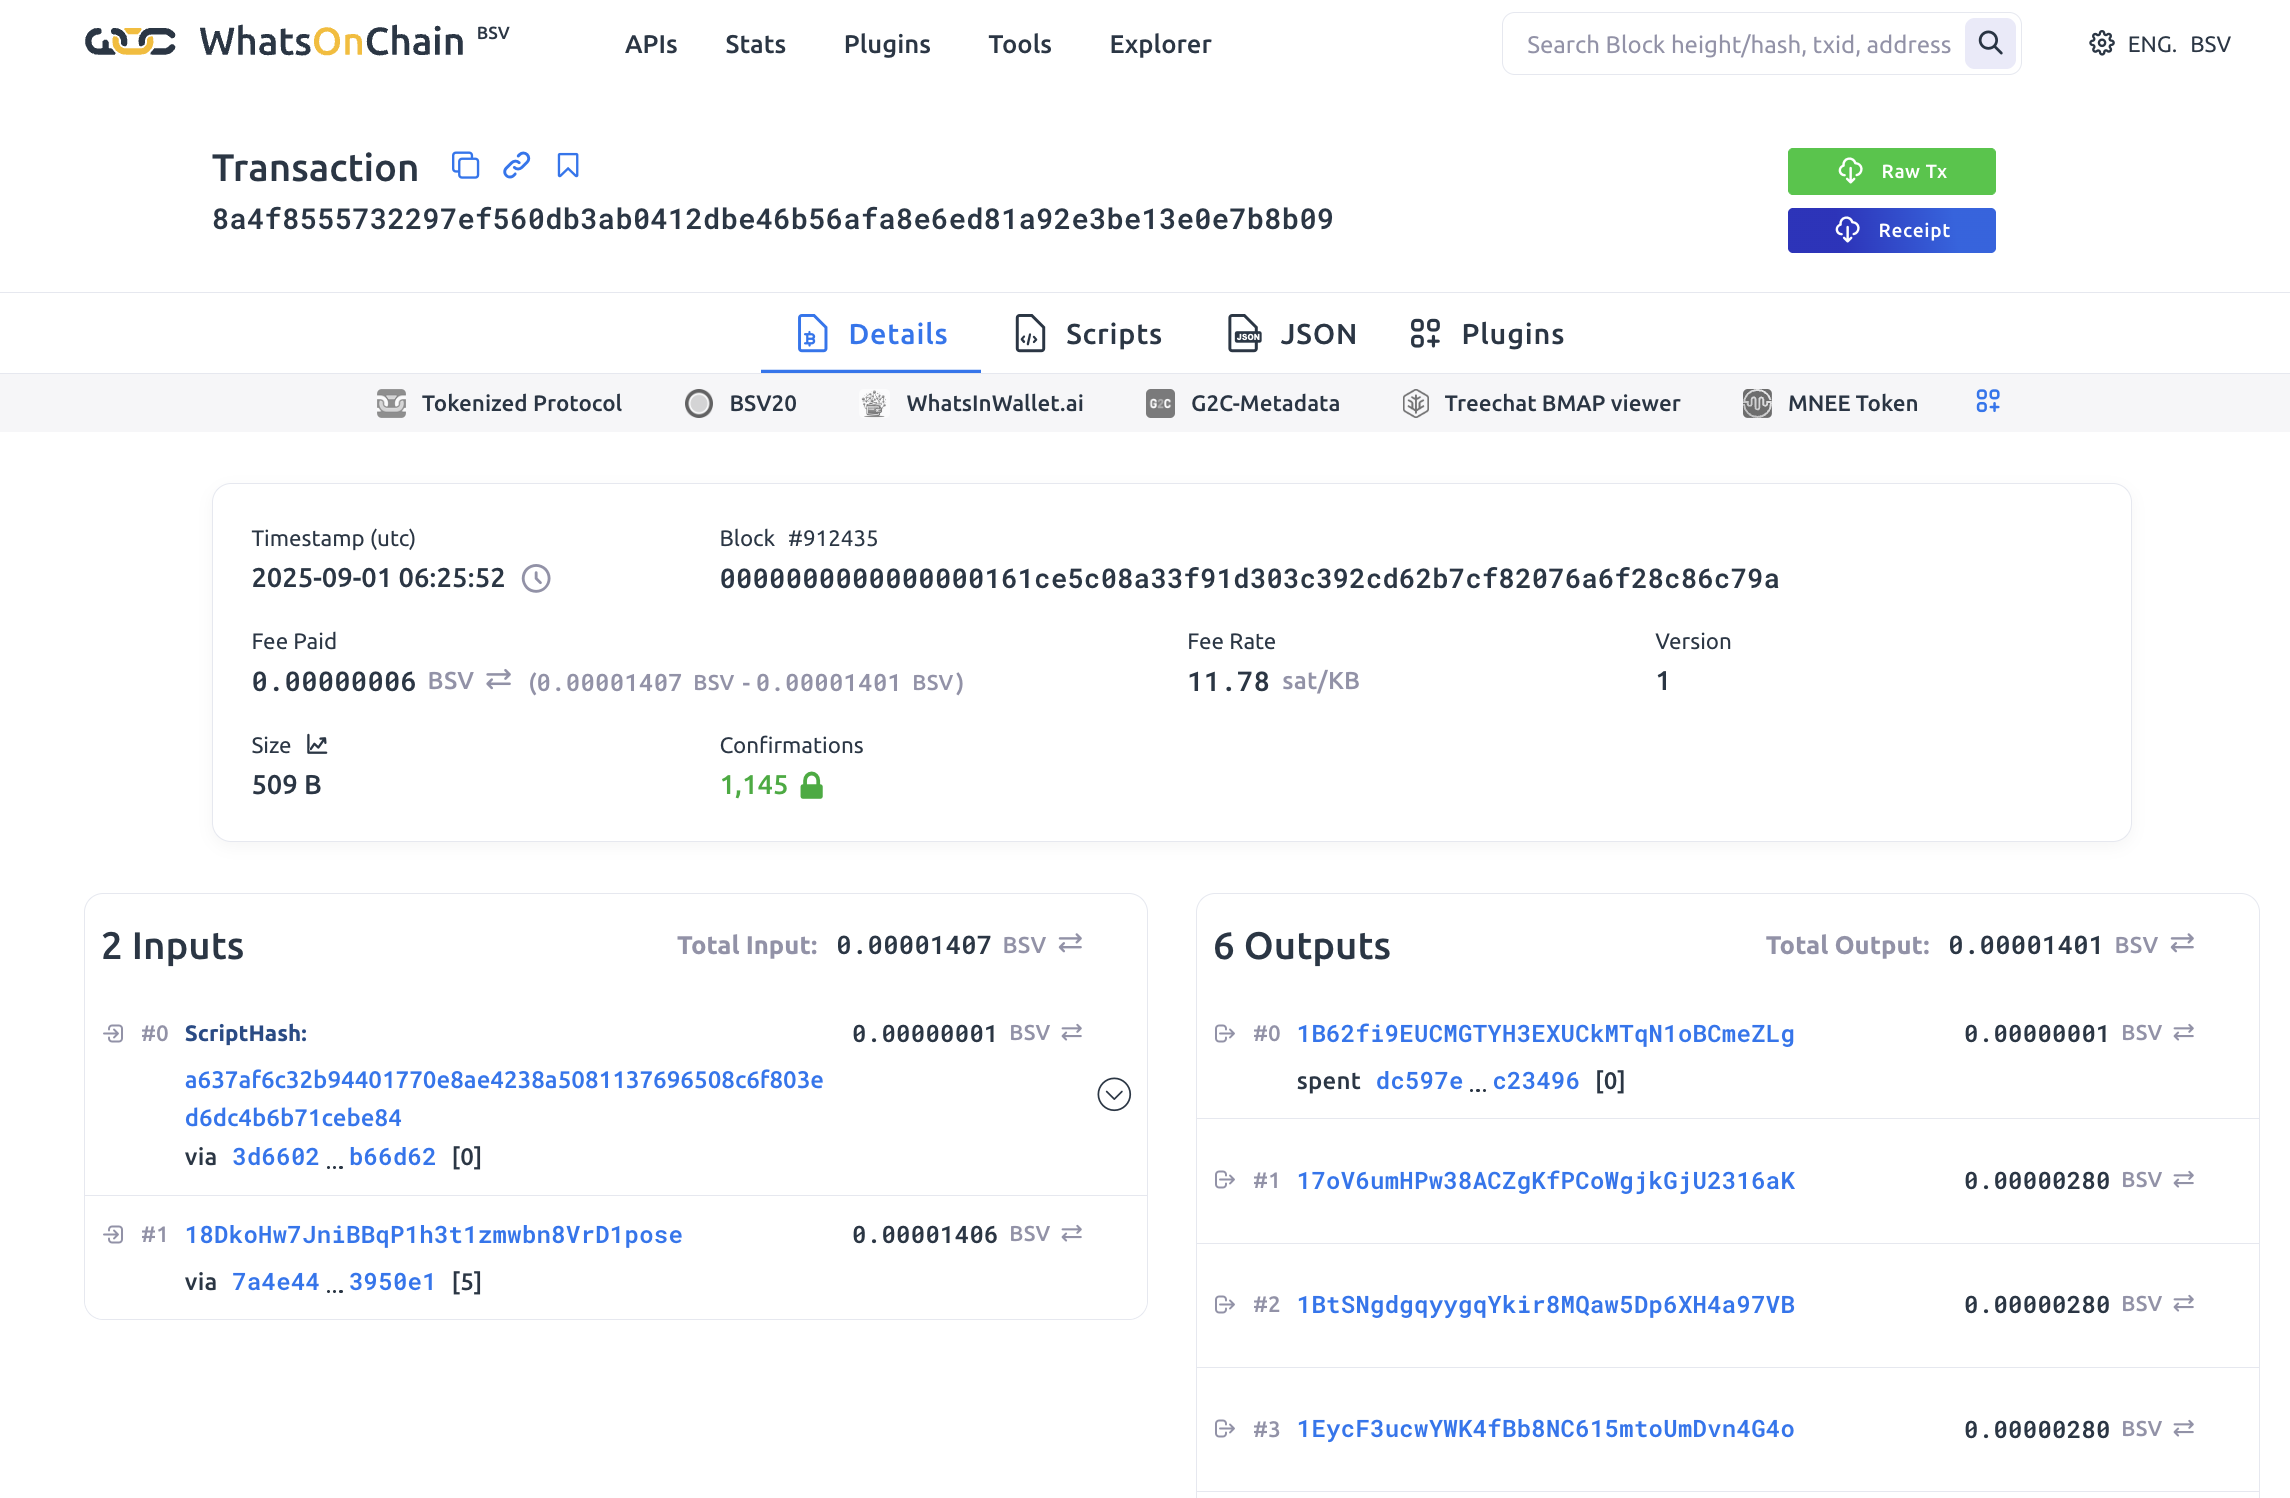 WhatsOnChain BSV
APIs Stats Plugins Tools Explorer
Search Block height/hash, txid, address
ENG. BSV
Transaction
8a4f8555732297ef560db3ab0412dbe46b56afa8e6ed81a92e3be13e0e7b8b09
Raw Tx
Receipt
Details Scripts JSON Plugins
Tokenized Protocol BSV20 WhatsInWallet.ai G2C G2C-Metadata Treechat BMAP viewer MNEE Token
Timestamp (utc)
2025-09-01 06:25:52
Block #912435
0000000000000000161ce5c08a33f91d303c392cd62b7cf82076a6f28c86c79a
Fee Paid
0.00000006 BSV (0.00001407 BSV - 0.00001401 BSV)
Fee Rate
11.78 sat/KB
Version
1
Size
509 B
Confirmations
1,145
2 Inputs Total Input: 0.00001407 BSV
#0 ScriptHash: 0.00000001 BSV
a637af6c32b94401770e8ae4238a5081137696508c6f803e
d6dc4b6b71cebe84
via 3d6602...b66d62 [0]
#1 18DkoHw7JniBBqP1h3t1zmwbn8VrD1pose 0.00001406 BSV
via 7a4e44...3950e1 [5]
6 Outputs Total Output: 0.00001401 BSV
#0 1B62fi9EUCMGTYH3EXUCkMTqN1oBCmeZLg 0.00000001 BSV
spent dc597e...c23496 [0]
#1 17oV6umHPw38ACZgKfPCoWgjkGjU2316aK 0.00000280 BSV
#2 1BtSNgdgqyygqYkir8MQaw5Dp6XH4a97VB 0.00000280 BSV
#3 1EycF3ucwYWK4fBb8NC615mtoUmDvn4G4o 0.00000280 BSV